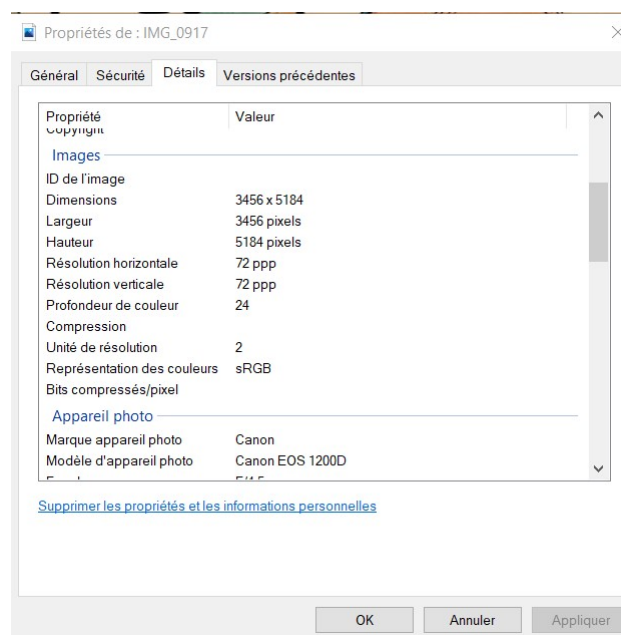 Propriétés de : IMG_0917
Général Sécurité Détails Versions précédentes
Propriété Valeur
Copyright
Images
ID de l'image
Dimensions 3456 x 5184
Largeur 3456 pixels
Hauteur 5184 pixels
Résolution horizontale 72 ppp
Résolution verticale 72 ppp
Profondeur de couleur 24
Compression
Unité de résolution 2
Représentation des couleurs sRGB
Bits compressés/pixel
Appareil photo
Marque appareil photo Canon
Modèle d'appareil photo Canon EOS 1200D
Supprimer les propriétés et les informations personnelles
OK Annuler Appliquer